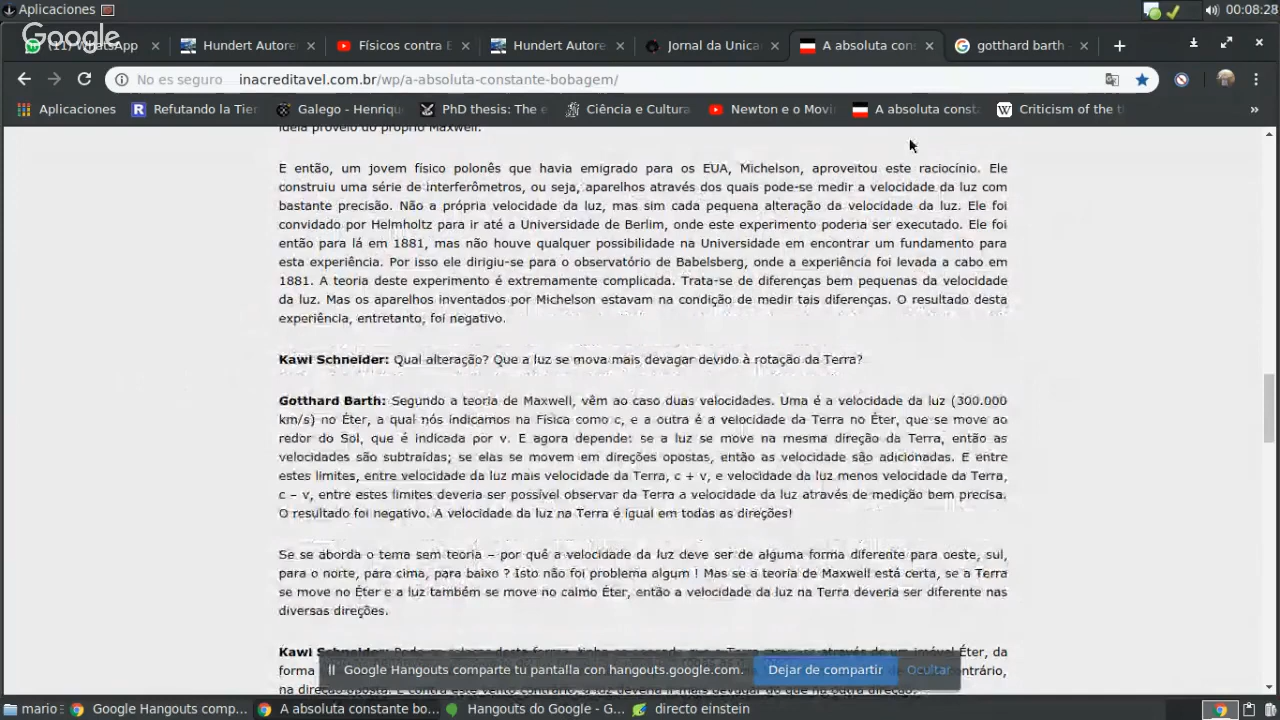 Aplicaciones
00:08:28
Google
(11) WhatsApp
Hundert Autore
Físicos contra E
Hundert Autore
Jornal da Unica
A absoluta con
gotthard barth -
No es seguro
inacreditavel.com.br/wp/a-absoluta-constante-bobagem/
Aplicaciones
Refutando la Tier
Galego - Henriqu
PhD thesis: The e
Ciência e Cultura
Newton e o Movi
A absoluta const
Criticism of the t
»
ideia proveio do próprio Maxwell.
E então, um jovem físico polonês que havia emigrado para os EUA, Michelson, aproveitou este raciocínio. Ele
construiu uma série de interferômetros, ou seja, aparelhos através dos quais pode-se medir a velocidade da luz com
bastante precisão. Não a própria velocidade da luz, mas sim cada pequena alteração da velocidade da luz. Ele foi
convidado por Helmholtz para ir até a Universidade de Berlim, onde este experimento poderia ser executado. Ele foi
então para lá em 1881, mas não houve qualquer possibilidade na Universidade em encontrar um fundamento para
esta experiência. Por isso ele dirigiu-se para o observatório de Babelsberg, onde a experiência foi levada a cabo em
1881. A teoria deste experimento é extremamente complicada. Trata-se de diferenças bem pequenas da velocidade
da luz. Mas os aparelhos inventados por Michelson estavam na condição de medir tais diferenças. O resultado desta
experiência, entretanto, foi negativo.
Kawi Schneider: Qual alteração? Que a luz se mova mais devagar devido à rotação da Terra?
Gotthard Barth: Segundo a teoria de Maxwell, vêm ao caso duas velocidades. Uma é a velocidade da luz (300.000
km/s) no Éter, a qual nós indicamos na Física como c, e a outra é a velocidade da Terra no Éter, que se move ao
redor do Sol, que é indicada por v. E agora depende: se a luz se move na mesma direção da Terra, então as
velocidades são subtraídas; se elas se movem em direções opostas, então as velocidade são adicionadas. E entre
estes limites, entre velocidade da luz mais velocidade da Terra, c + v, e velocidade da luz menos velocidade da Terra,
c – v, entre estes limites deveria ser possível observar da Terra a velocidade da luz através de medição bem precisa.
O resultado foi negativo. A velocidade da luz na Terra é igual em todas as direções!
Se se aborda o tema sem teoria – por quê a velocidade da luz deve ser de alguma forma diferente para oeste, sul,
para o norte, para cima, para baixo ? Isto não foi problema algum ! Mas se a teoria de Maxwell está certa, se a Terra
se move no Éter e a luz também se move no calmo Éter, então a velocidade da luz na Terra deveria ser diferente nas
diversas direções.
Kawi Éter, da
forma contrário,
na direção oposta.
Google Hangouts comparte tu pantalla con hangouts.google.com.
Dejar de compartir
Ocultar
mario
Google Hangouts comp...
A absoluta constante bo...
Hangouts do Google - G...
directo einstein